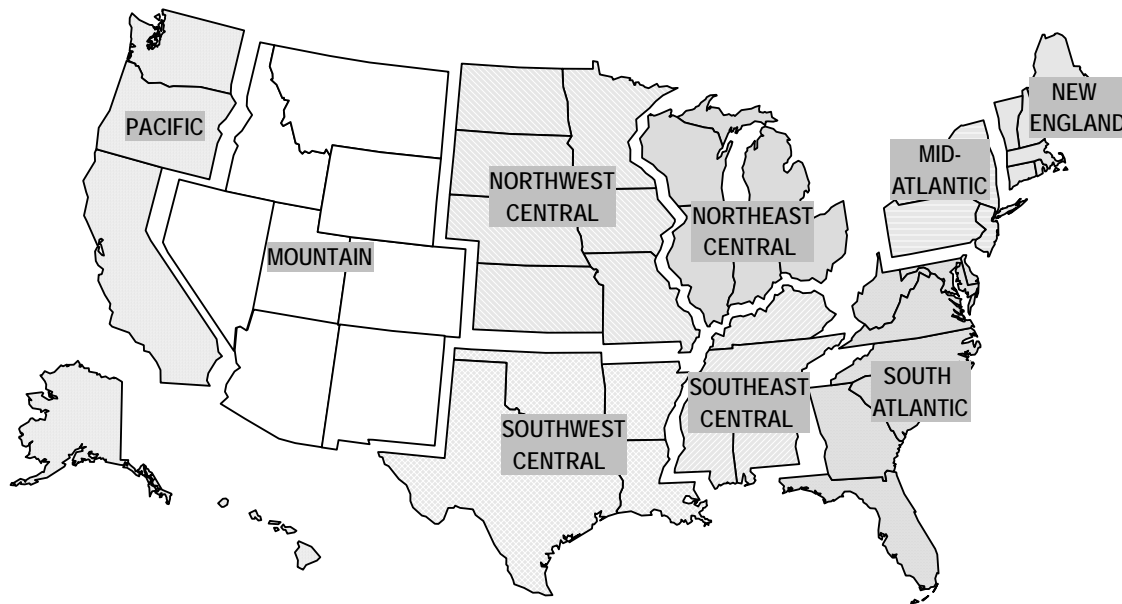 PACIFIC
MOUNTAIN
NORTHWEST
CENTRAL
SOUTHWEST
CENTRAL
NORTHEAST
CENTRAL
SOUTHEAST
CENTRAL
MID-
ATLANTIC
SOUTH
ATLANTIC
NEW
ENGLAND